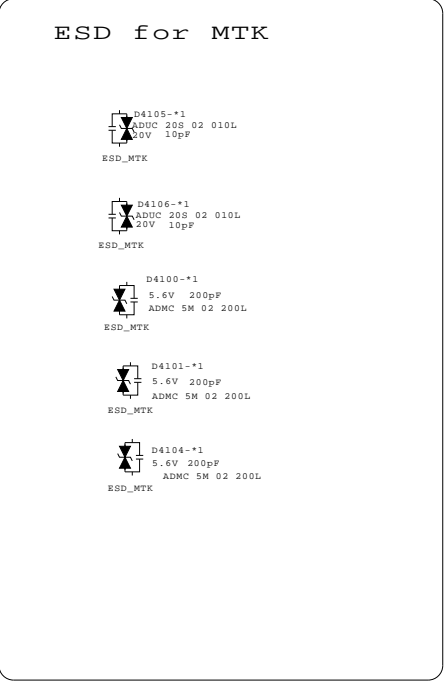 ESD for MTK
D4105-*1
ADUC 20S 02 010L
20V 10pF
ESD_MTK
D4106-*1
ADUC 20S 02 010L
20V 10pF
ESD_MTK
D4100-*1
5.6V 200pF
ADMC 5M 02 200L
ESD_MTK
D4101-*1
5.6V 200pF
ADMC 5M 02 200L
ESD_MTK
D4104-*1
5.6V 200pF
ADMC 5M 02 200L
ESD_MTK